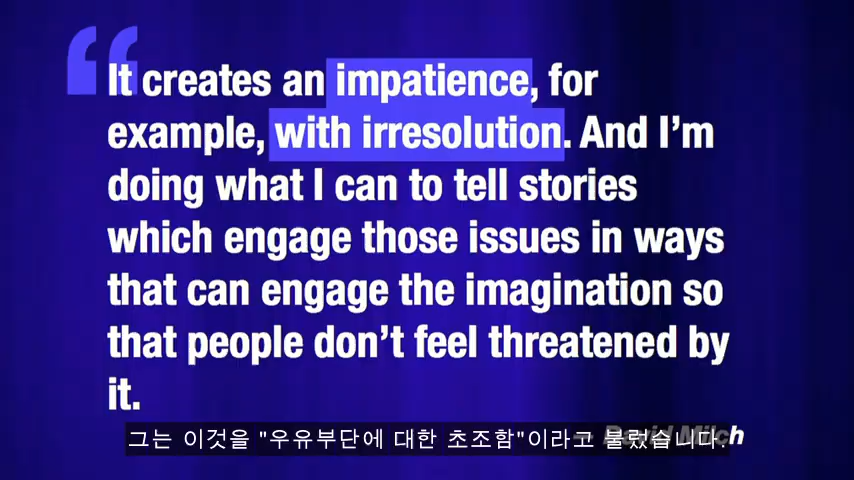 “It creates an impatience, for
example, with irresolution. And I’m
doing what I can to tell stories
which engage those issues in ways
that can engage the imagination so
that people don’t feel threatened by
it.
— David Milch
그는 이것을 "우유부단에 대한 초조함"이라고 불렀습니다.